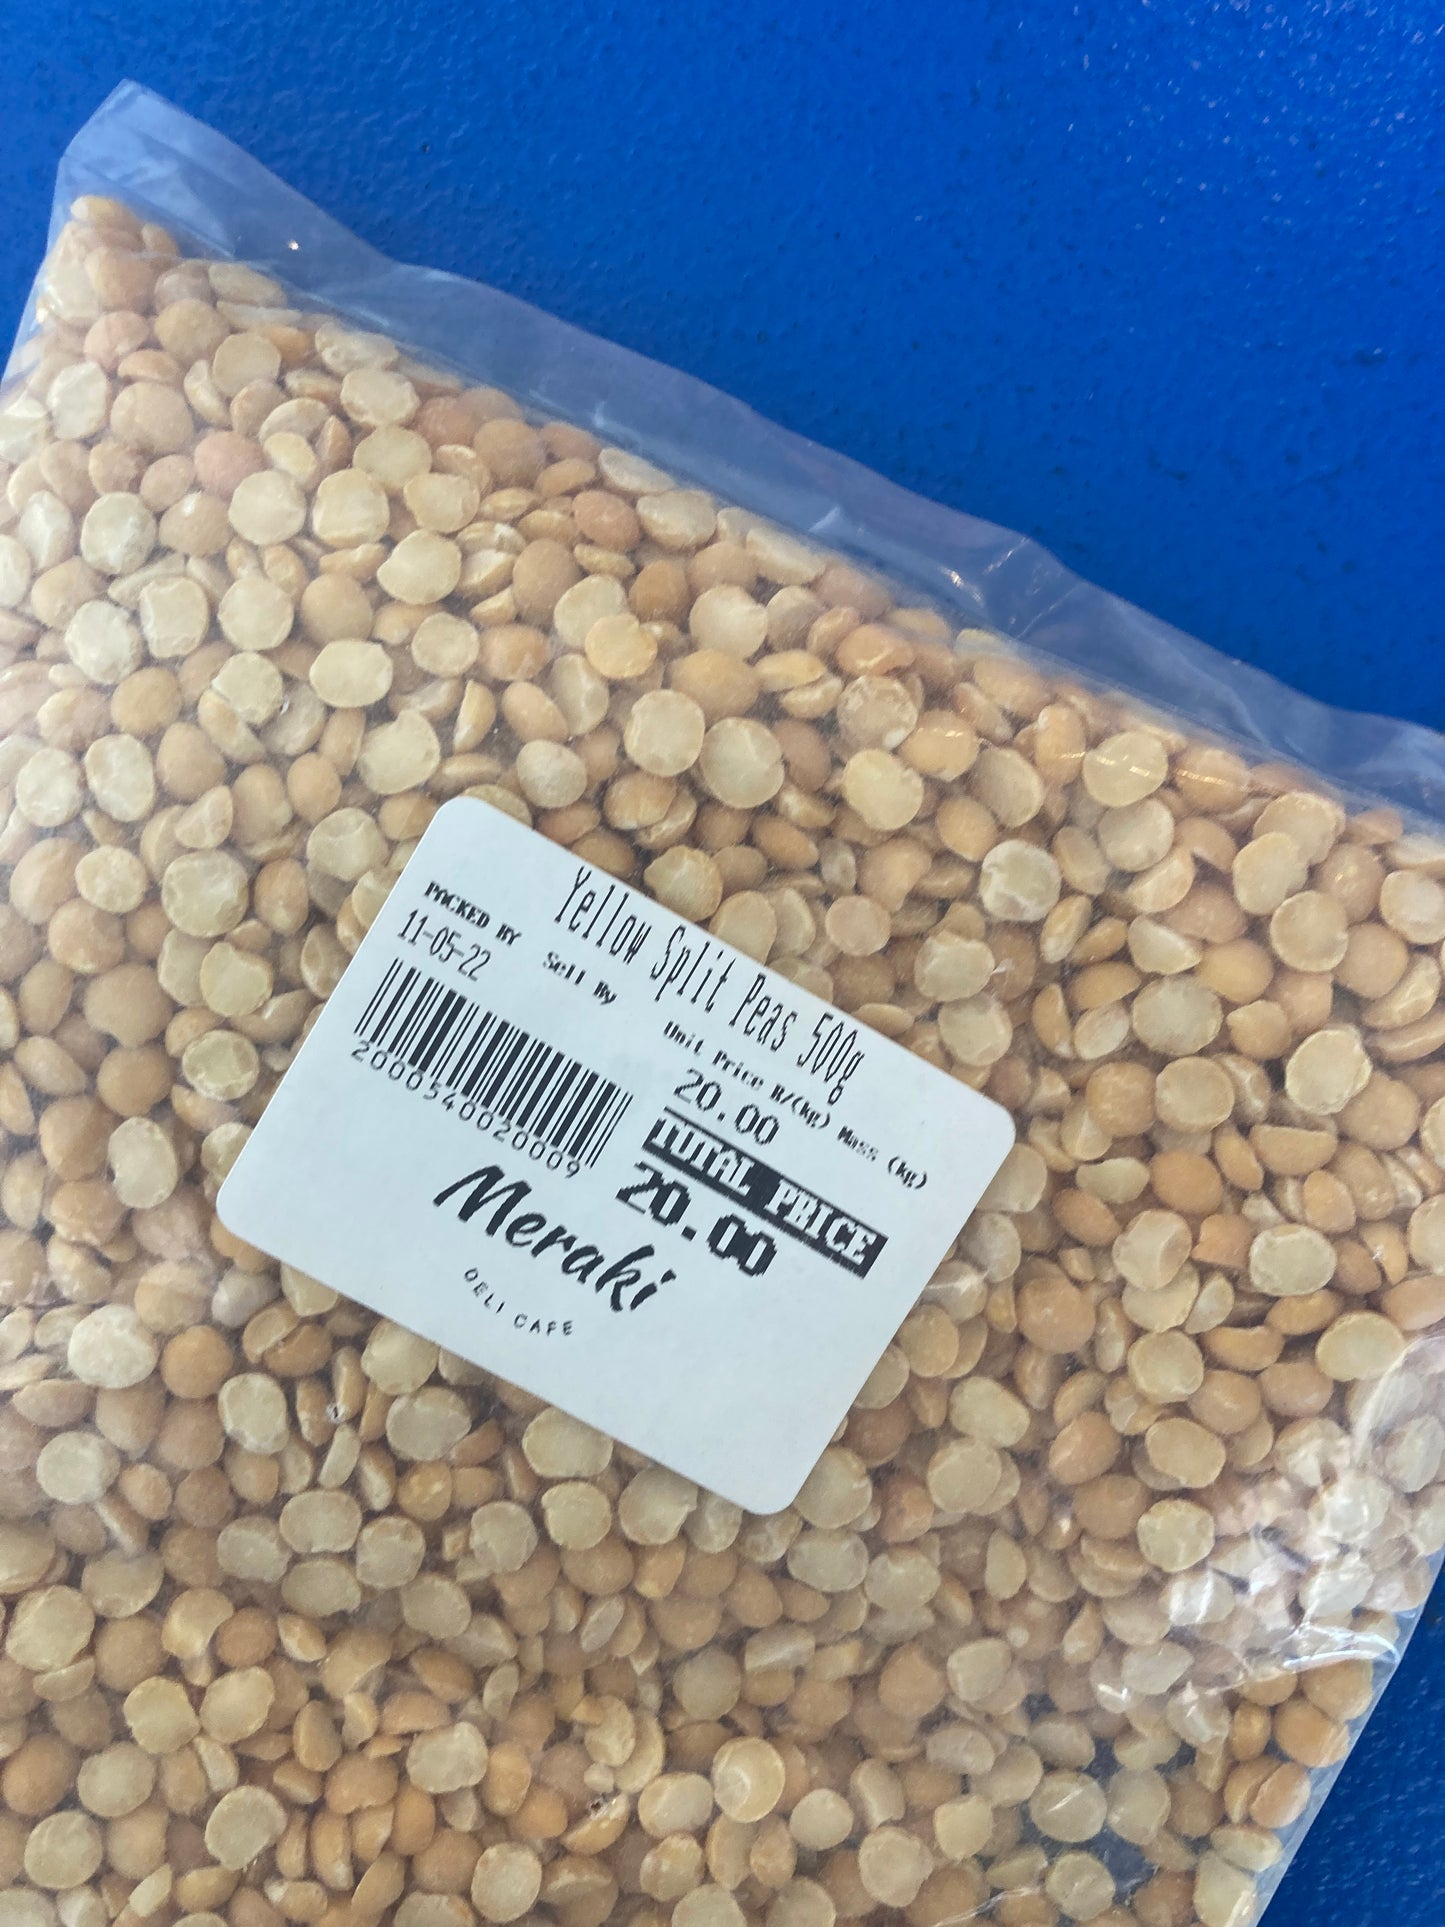 Yellow Split Peas 500g
PACKED BY Sell By
11-05-22
Unit Price R/(kg) Mass (kg)
20.00
2000540020009
TOTAL PRICE
20.00
Meraki
DELI CAFE